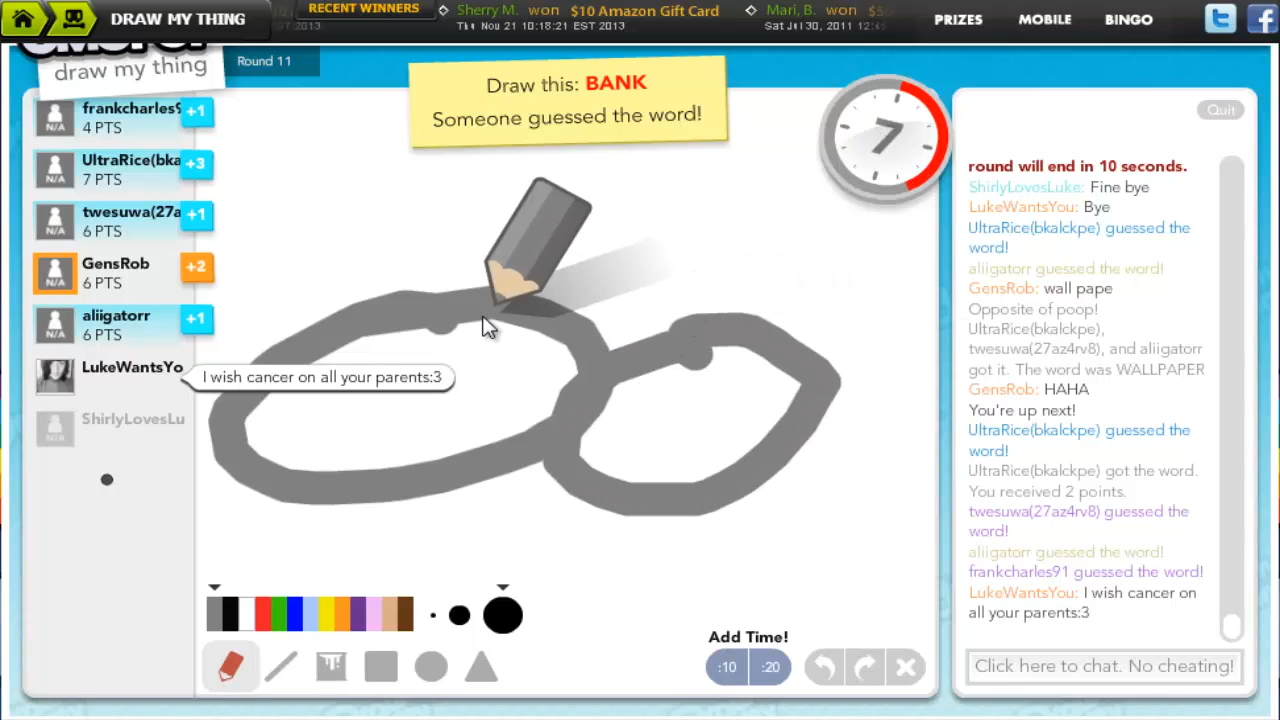 DRAW MY THING
RECENT WINNERS
Sherry M. won $10 Amazon Gift Card
Thu Nov 21 10:18:21 EST 2013
Mari, B. won
Sat Jul 30, 2011
PRIZES
MOBILE
BINGO
draw my thing
Round 11
Draw this: BANK
Someone guessed the word!
7
frankcharles9
4 PTS
+1
UltraRice(bka
7 PTS
+3
twesuwa(27a
6 PTS
+1
GensRob
6 PTS
+2
aliigatorr
6 PTS
+1
LukeWantsYo
I wish cancer on all your parents:3
ShirlyLovesLu
N/A
N/A
N/A
N/A
N/A
N/A
Quit
round will end in 10 seconds.
ShirlyLovesLuke: Fine bye
LukeWantsYou: Bye
UltraRice(bkalckpe) guessed the
word!
aliigatorr guessed the word!
GensRob: wall pape
Opposite of poop!
UltraRice(bkalckpe),
twesuwa(27az4rv8), and aliigatorr
got it. The word was WALLPAPER
GensRob: HAHA
You're up next!
UltraRice(bkalckpe) guessed the
word!
UltraRice(bkalckpe) got the word.
You received 2 points.
twesuwa(27az4rv8) guessed the
word!
aliigatorr guessed the word!
frankcharles91 guessed the word!
LukeWantsYou: I wish cancer on
all your parents:3
Click here to chat. No cheating!
Add Time!
:10
:20